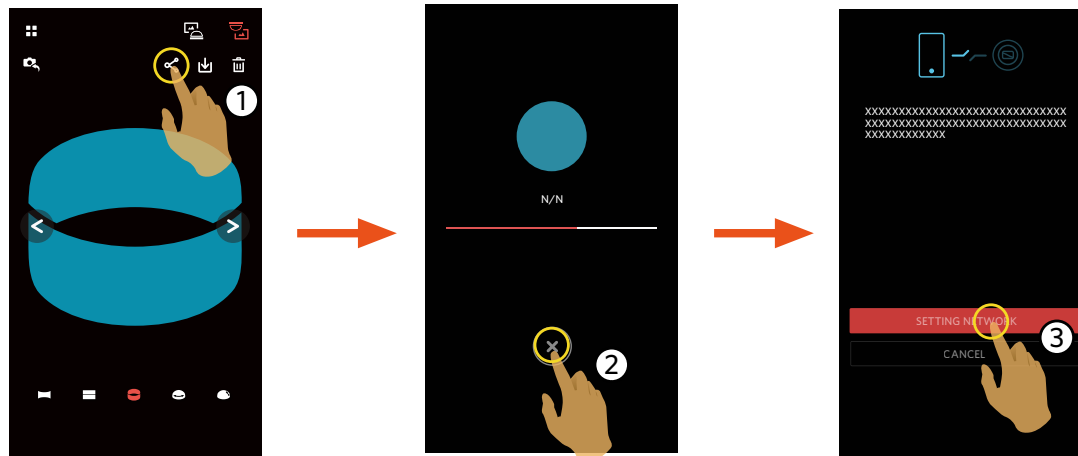 1
N/N
2
XXXXXXXXXXXXXXXXXXXXXXXXXXXXXX
XXXXXXXXXXXXXXXXXXXXXXXXXXXXXX
XXXXXXXXXXXX
SETTING NETWORK
3
CANCEL